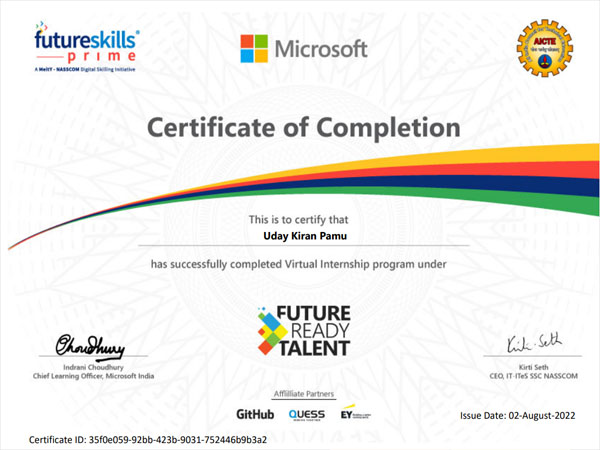 futureskills
prime
A MeitY - NASSCOM Digital Skilling Initiative
Microsoft
AICTE
Certificate of Completion
This is to certify that
Uday Kiran Pamu
has successfully completed Virtual Internship program under
FUTURE
READY
TALENT
Choudhury
Indrani Choudhury
Chief Learning Officer, Microsoft India
Kirti Seth
Kirti Seth
CEO, IT-ITeS SSC NASSCOM
Affiliate Partners
GitHub
QUESS
EY
Issue Date: 02-August-2022
Certificate ID: 35f0e059-92bb-423b-9031-752446b9b3a2